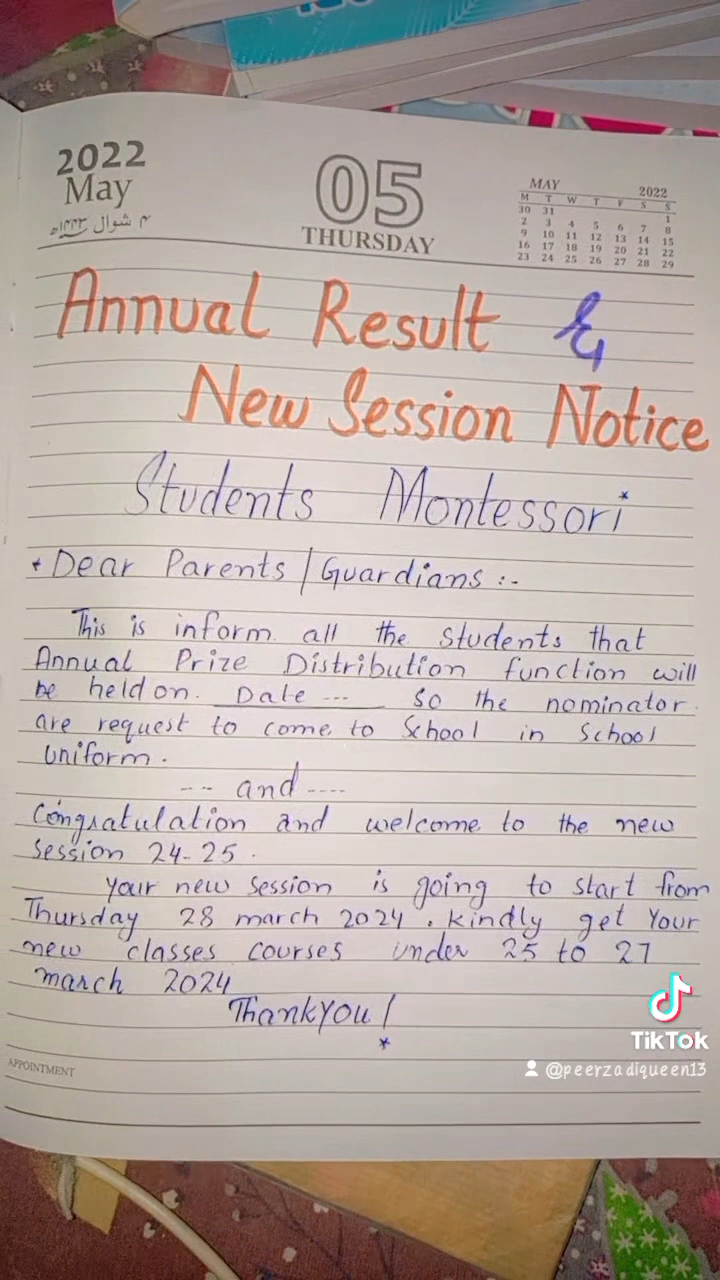 2022
May
۴ شوال ۱۴۴۳ھ
05
THURSDAY
MAY 2022
M T W T F S S
30 31 1
2 3 4 5 6 7 8
9 10 11 12 13 14 15
16 17 18 19 20 21 22
23 24 25 26 27 28 29
Annual Result &
New Session Notice
Students Montessori
* Dear Parents / Guardians :-
This is inform all the students that
Annual Prize Distribution function will
be held on. Date --- so the nominator.
are request to come to School in School
uniform.
-- and ----
Congratulation and welcome to the new
session 24-25.
your new session is going to start from
Thursday 28 march 2024. kindly get Your
new classes courses under 25 to 27
march 2024
Thankyou!
APPOINTMENT
TikTok
@peerzadiqueen13